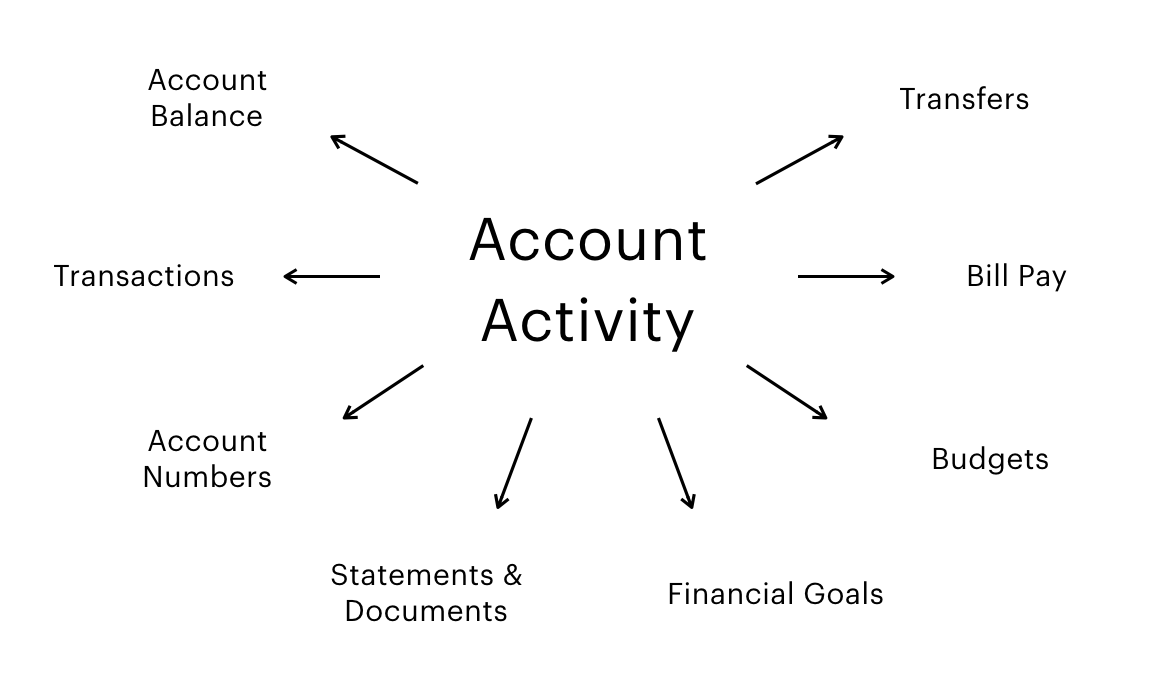 Account
Balance
Transfers
Account
Activity
Transactions
Bill Pay
Account
Numbers
Budgets
Statements &
Documents
Financial Goals